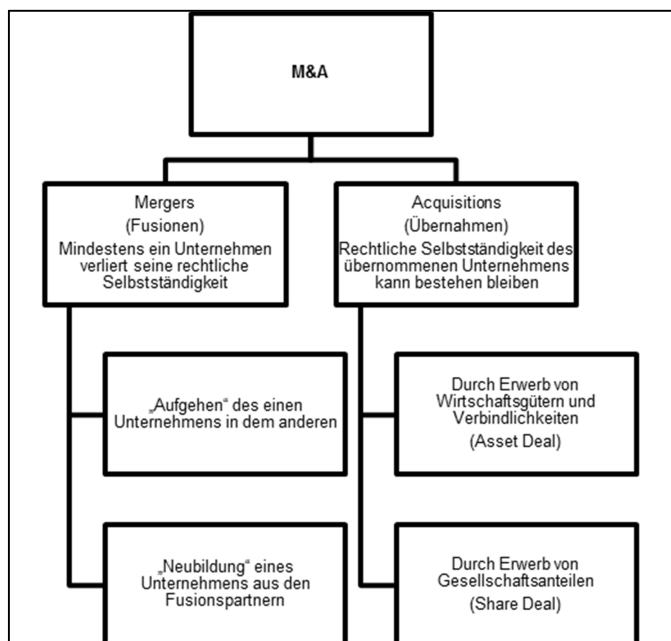 M&A
Mergers
(Fusionen)
Mindestens ein Unternehmen
verliert seine rechtliche
Selbstständigkeit
Acquisitions
(Übernahmen)
Rechtliche Selbstständigkeit des
übernommenen Unternehmens
kann bestehen bleiben
„Aufgehen“ des einen
Unternehmens in dem anderen
Durch Erwerb von
Wirtschaftsgütern und
Verbindlichkeiten
(Asset Deal)
„Neubildung“ eines
Unternehmens aus den
Fusionspartnern
Durch Erwerb von
Gesellschaftsanteilen
(Share Deal)